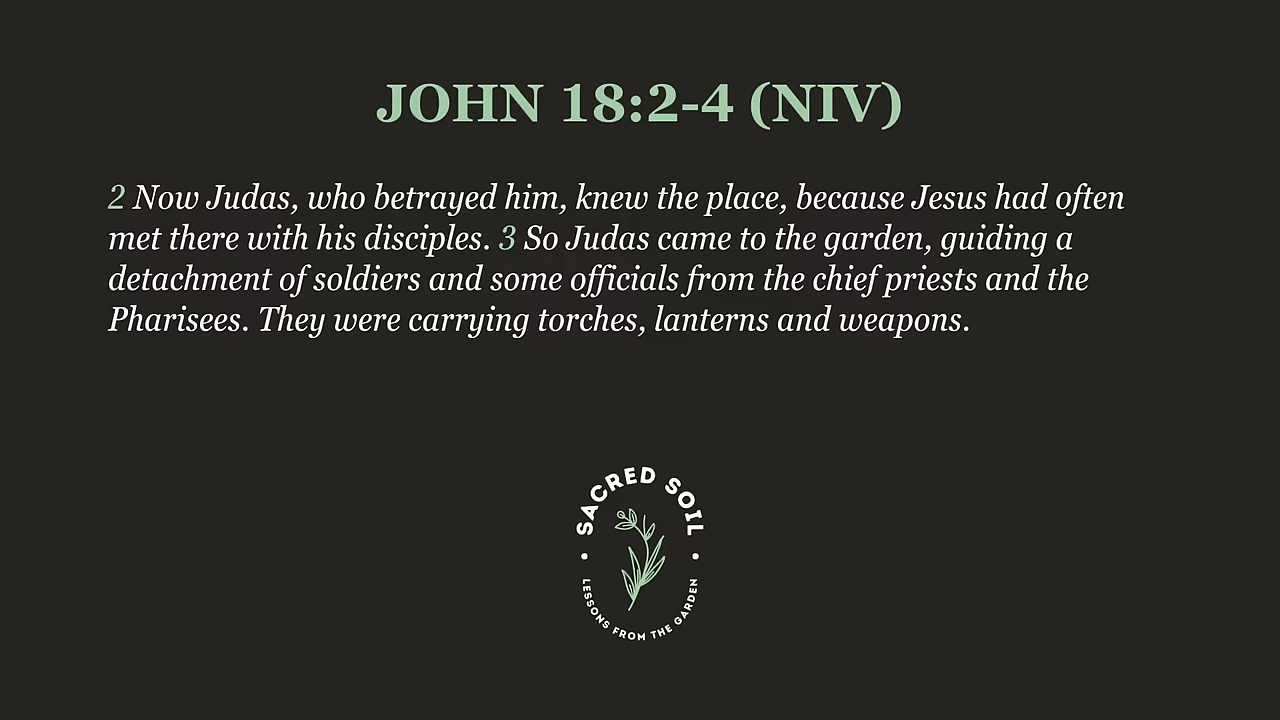 JOHN 18:2-4 (NIV)
2 Now Judas, who betrayed him, knew the place, because Jesus had often
met there with his disciples. 3 So Judas came to the garden, guiding a
detachment of soldiers and some officials from the chief priests and the
Pharisees. They were carrying torches, lanterns and weapons.
SACRED SOIL
LESSONS FROM THE GARDEN